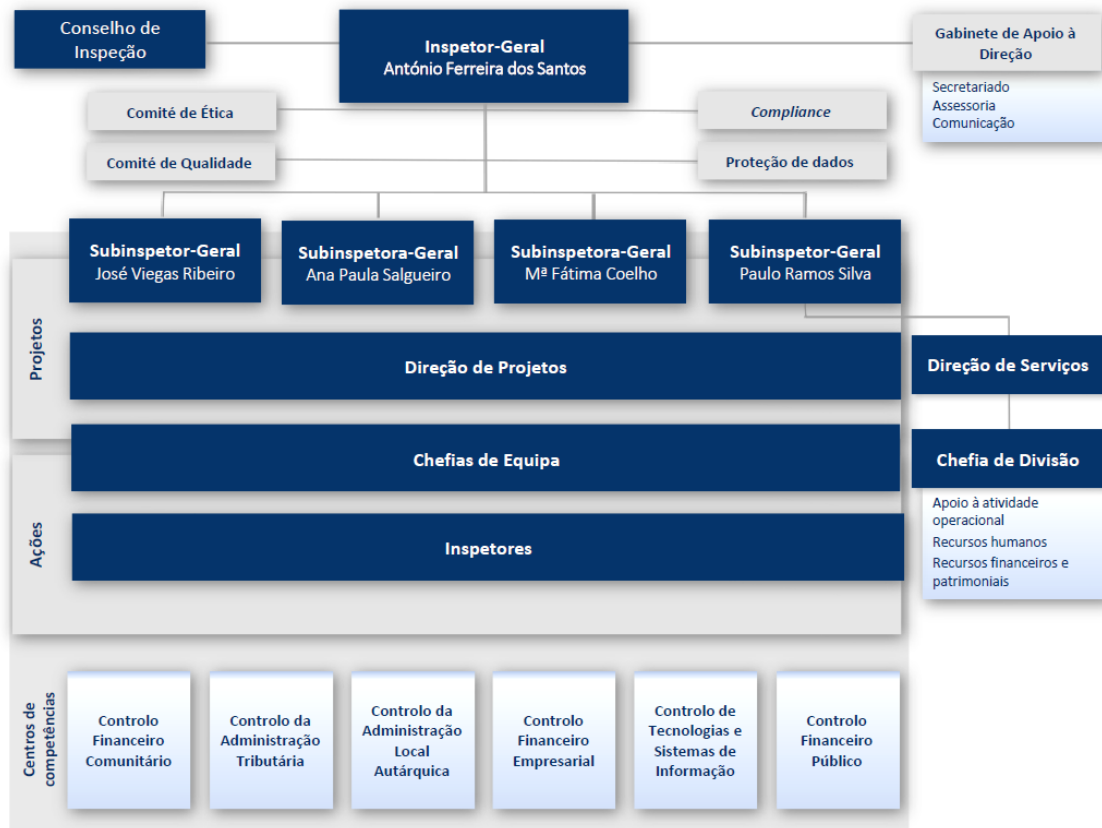 Conselho de
Inspeção
Inspetor-Geral
António Ferreira dos Santos
Gabinete de Apoio à
Direção
Secretariado
Assessoria
Comunicação
Comité de Ética
Compliance
Comité de Qualidade
Proteção de dados
Subinspetor-Geral
José Viegas Ribeiro
Subinspetora-Geral
Ana Paula Salgueiro
Subinspetora-Geral
Mª Fátima Coelho
Subinspetor-Geral
Paulo Ramos Silva
Projetos
Direção de Projetos
Direção de Serviços
Chefias de Equipa
Chefia de Divisão
Apoio à atividade
operacional
Recursos humanos
Recursos financeiros e
patrimoniais
Ações
Inspetores
Centros de
competências
Controlo
Financeiro
Comunitário
Controlo da
Administração
Tributária
Controlo da
Administração
Local
Autárquica
Controlo
Financeiro
Empresarial
Controlo de
Tecnologias e
Sistemas de
Informação
Controlo
Financeiro
Público